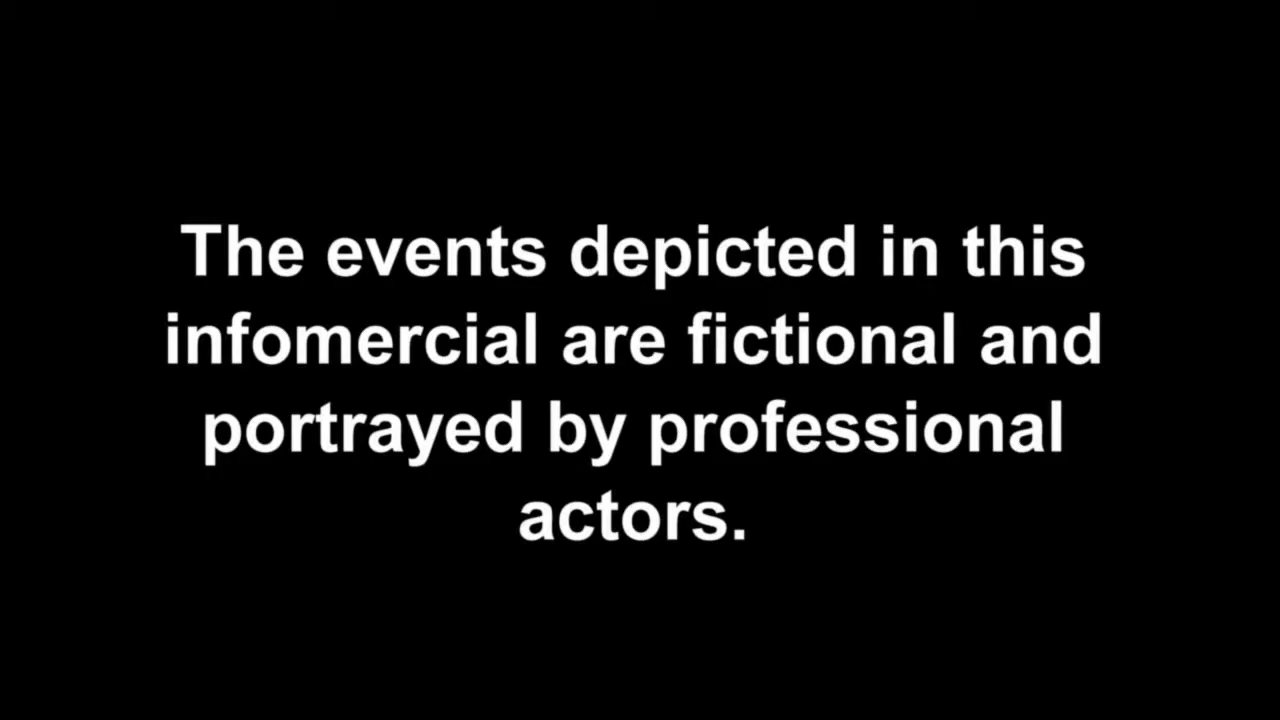 The events depicted in this
infomercial are fictional and
portrayed by professional
actors.